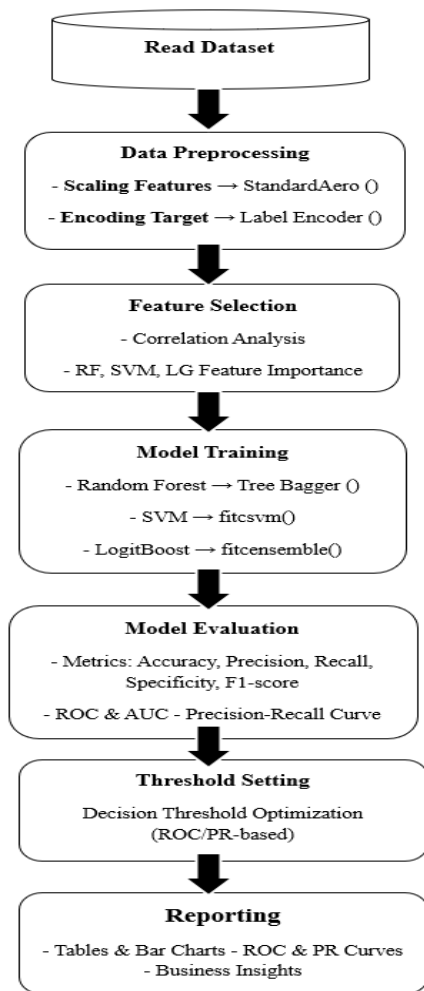 Read Dataset
Data Preprocessing
- Scaling Features → StandardAero ()
- Encoding Target → Label Encoder ()
Feature Selection
- Correlation Analysis
- RF, SVM, LG Feature Importance
Model Training
- Random Forest → Tree Bagger ()
- SVM → fitcsvm()
- LogitBoost → fitcensemble()
Model Evaluation
- Metrics: Accuracy, Precision, Recall,
Specificity, F1-score
- ROC & AUC - Precision-Recall Curve
Threshold Setting
Decision Threshold Optimization
(ROC/PR-based)
Reporting
- Tables & Bar Charts - ROC & PR Curves
- Business Insights